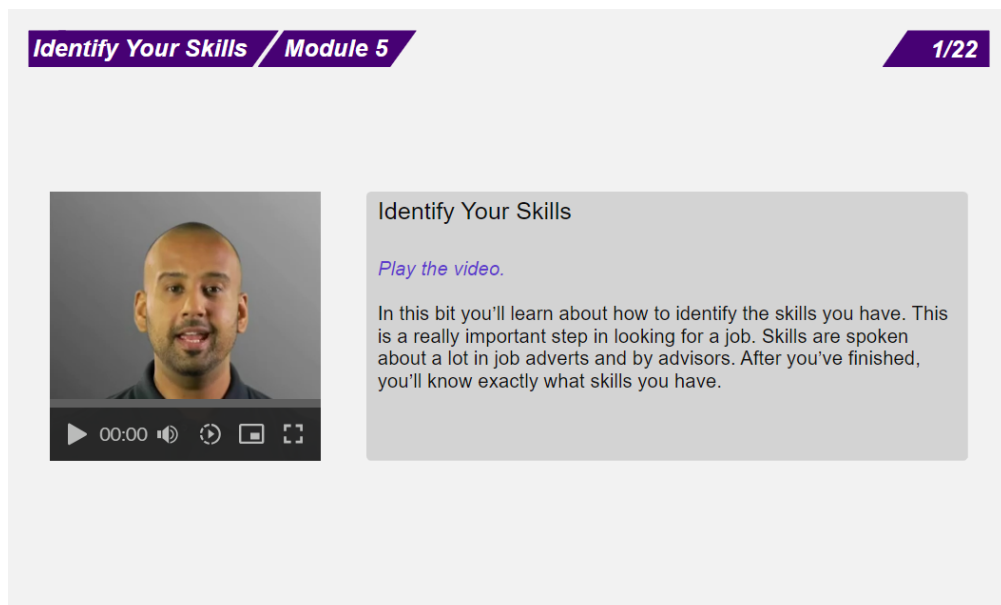 Identify Your Skills
Module 5
1/22
Identify Your Skills
Play the video.
In this bit you’ll learn about how to identify the skills you have. This
is a really important step in looking for a job. Skills are spoken
about a lot in job adverts and by advisors. After you’ve finished,
you’ll know exactly what skills you have.
00:00